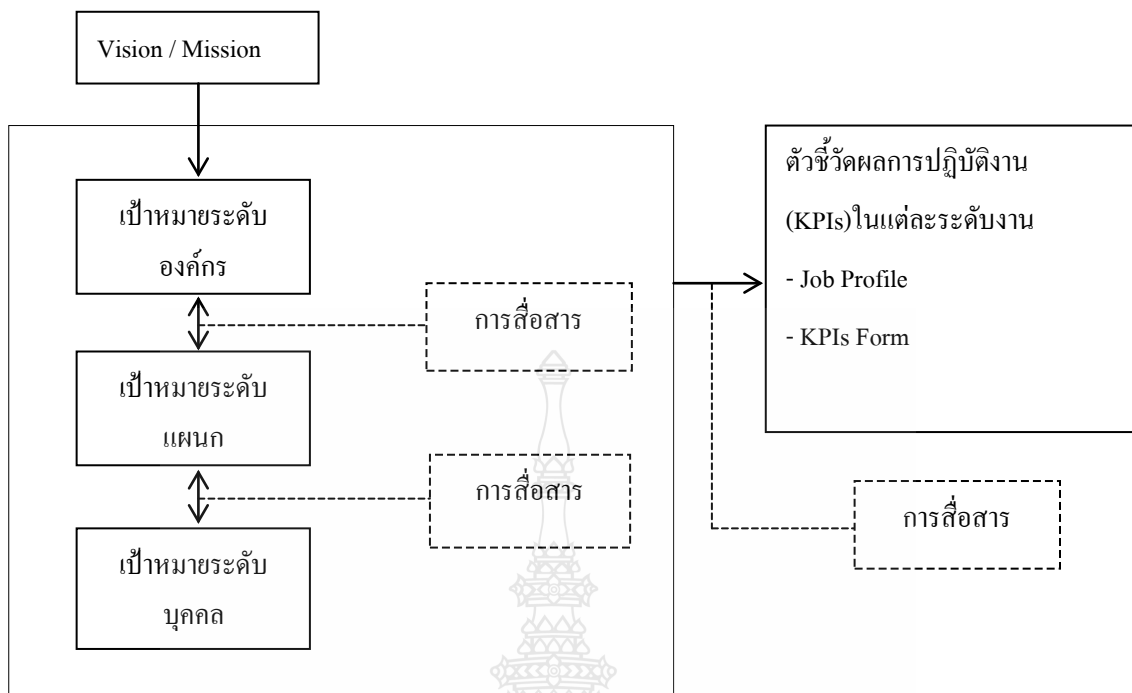 Vision / Mission
เป้าหมายระดับ
องค์กร
การสื่อสาร
เป้าหมายระดับ
แผนก
การสื่อสาร
เป้าหมายระดับ
บุคคล
ตัวชี้วัดผลการปฏิบัติงาน
(KPIs)ในแต่ละระดับงาน
- Job Profile
- KPIs Form
การสื่อสาร